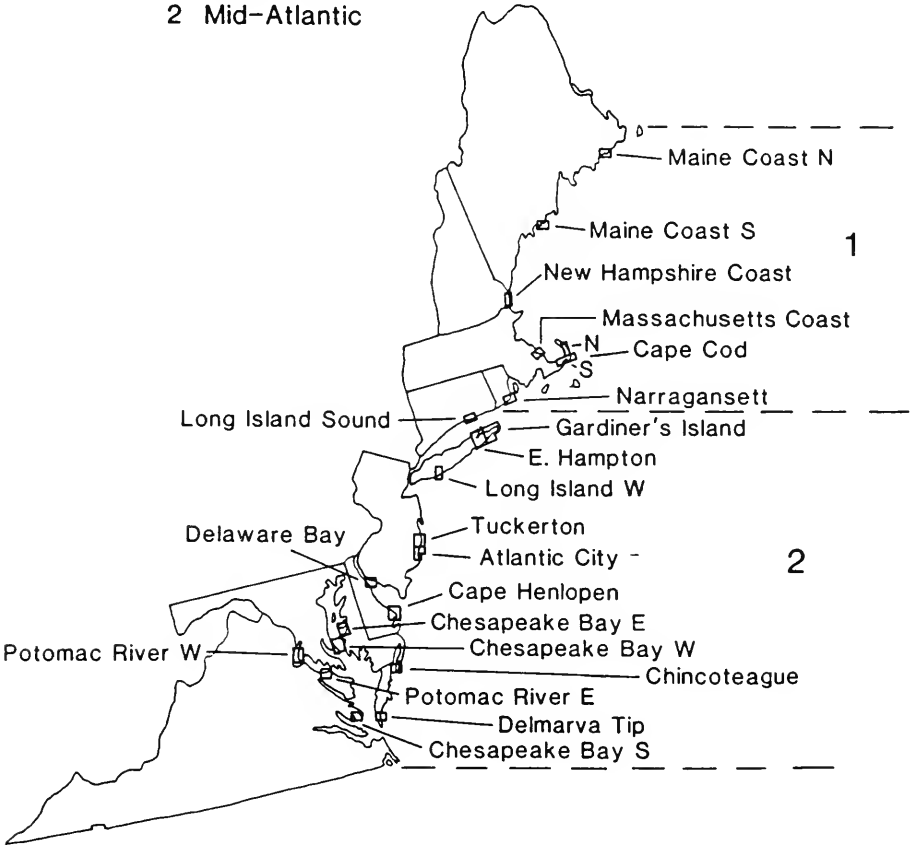 2 Mid-Atlantic
Maine Coast N
Maine Coast S
1
New Hampshire Coast
Massachusetts Coast
N
Cape Cod
S
Narragansett
Long Island Sound
Gardiner's Island
E. Hampton
Long Island W
Tuckerton
Delaware Bay
Atlantic City
2
Cape Henlopen
Chesapeake Bay E
Chesapeake Bay W
Potomac River W
Chincoteague
Potomac River E
Delmarva Tip
Chesapeake Bay S